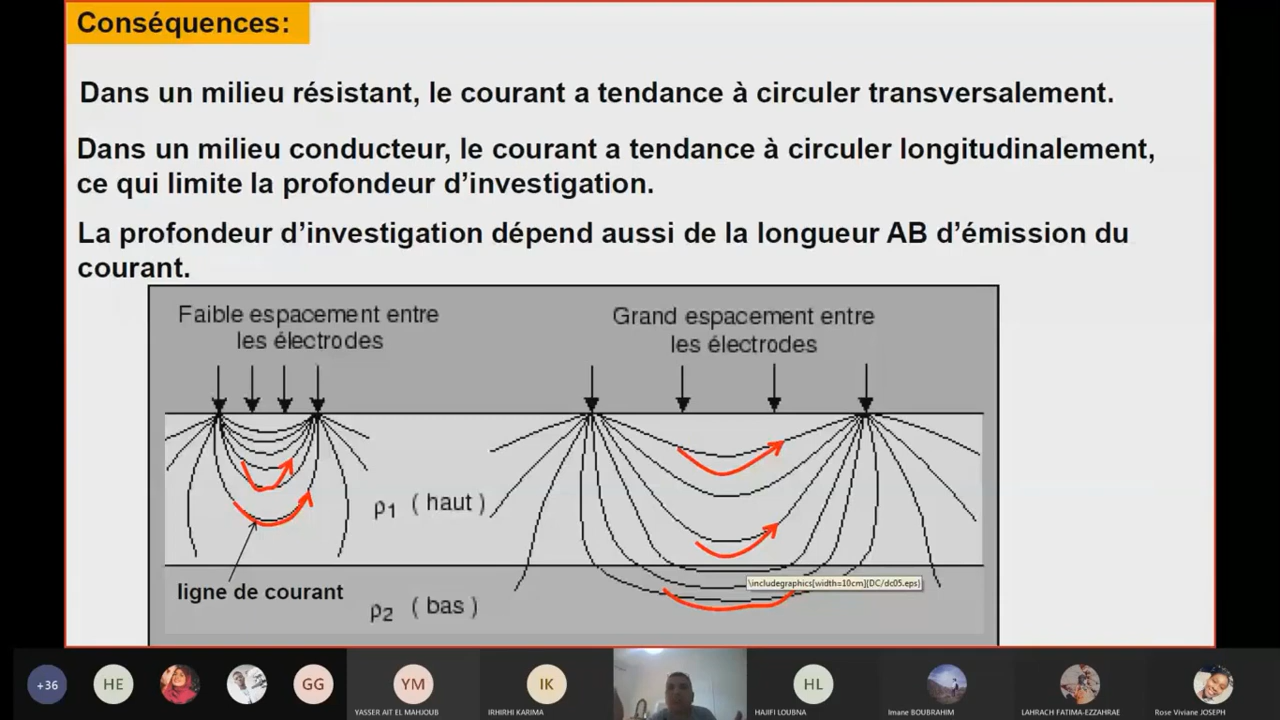 Conséquences:
Dans un milieu résistant, le courant a tendance à circuler transversalement.
Dans un milieu conducteur, le courant a tendance à circuler longitudinalement,
ce qui limite la profondeur d’investigation.
La profondeur d’investigation dépend aussi de la longueur AB d’émission du
courant.
Faible espacement entre
les électrodes
Grand espacement entre
les électrodes
ρ1 ( haut )
\includegraphics[width=10cm]{DC/dc05.eps}
ligne de courant
ρ2 ( bas )
+36
HE
GG
YM
IK
HL
YASSER AIT EL MAHJOUB
IRHIRHI KARIMA
HAJIFI LOUBNA
Imane BOUBRAHIM
LAHRACH FATIMA-EZZAHRAE
Rose Viviane JOSEPH